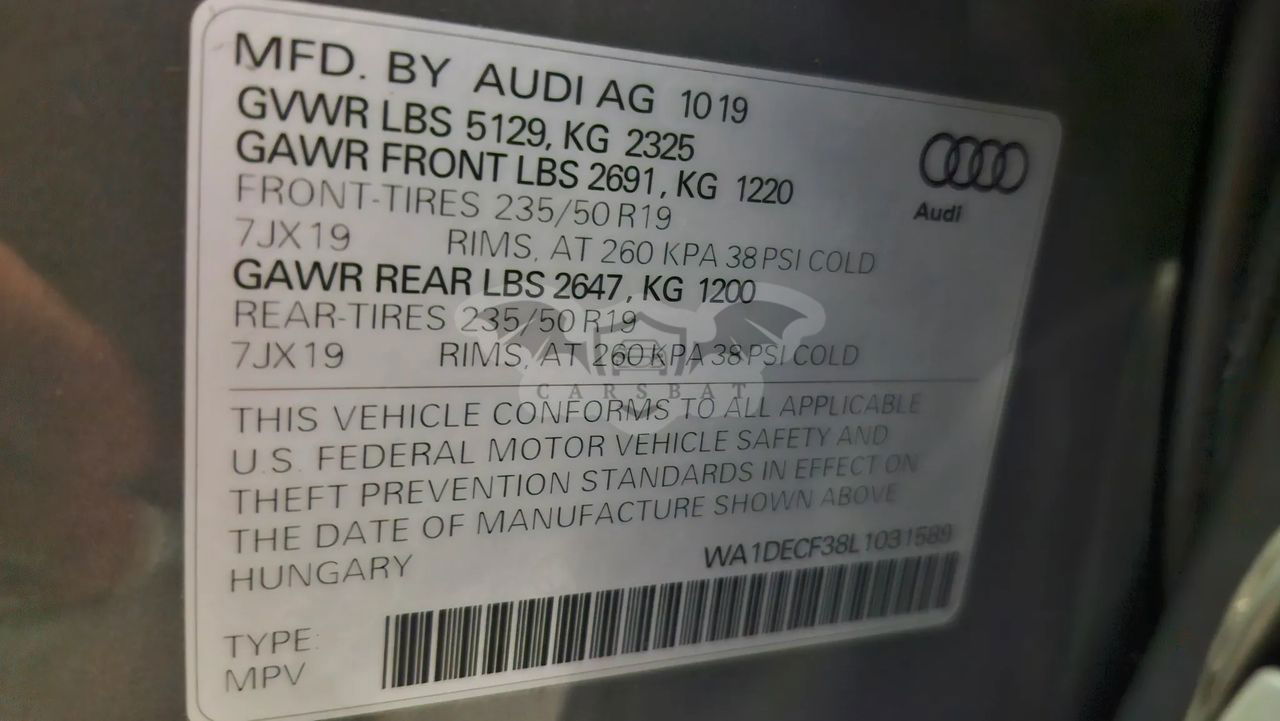 MFD. BY AUDI AG 10 19
GVWR LBS 5129, KG 2325
GAWR FRONT LBS 2691, KG 1220
FRONT-TIRES 235/50 R19
7JX19 RIMS, AT 260 KPA 38 PSI COLD
GAWR REAR LBS 2647, KG 1200
REAR-TIRES 235/50 R19
7JX19 RIMS, AT 260 KPA 38 PSI COLD
Audi
CARSBAT
THIS VEHICLE CONFORMS TO ALL APPLICABLE
U.S. FEDERAL MOTOR VEHICLE SAFETY AND
THEFT PREVENTION STANDARDS IN EFFECT ON
THE DATE OF MANUFACTURE SHOWN ABOVE
HUNGARY WA1DECF38L1031589
TYPE:
MPV